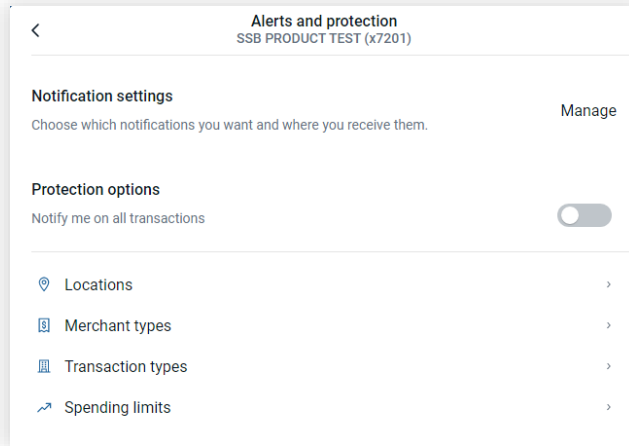 Alerts and protection
SSB PRODUCT TEST (x7201)
Notification settings
Manage
Choose which notifications you want and where you receive them.
Protection options
Notify me on all transactions
Locations
Merchant types
Transaction types
Spending limits